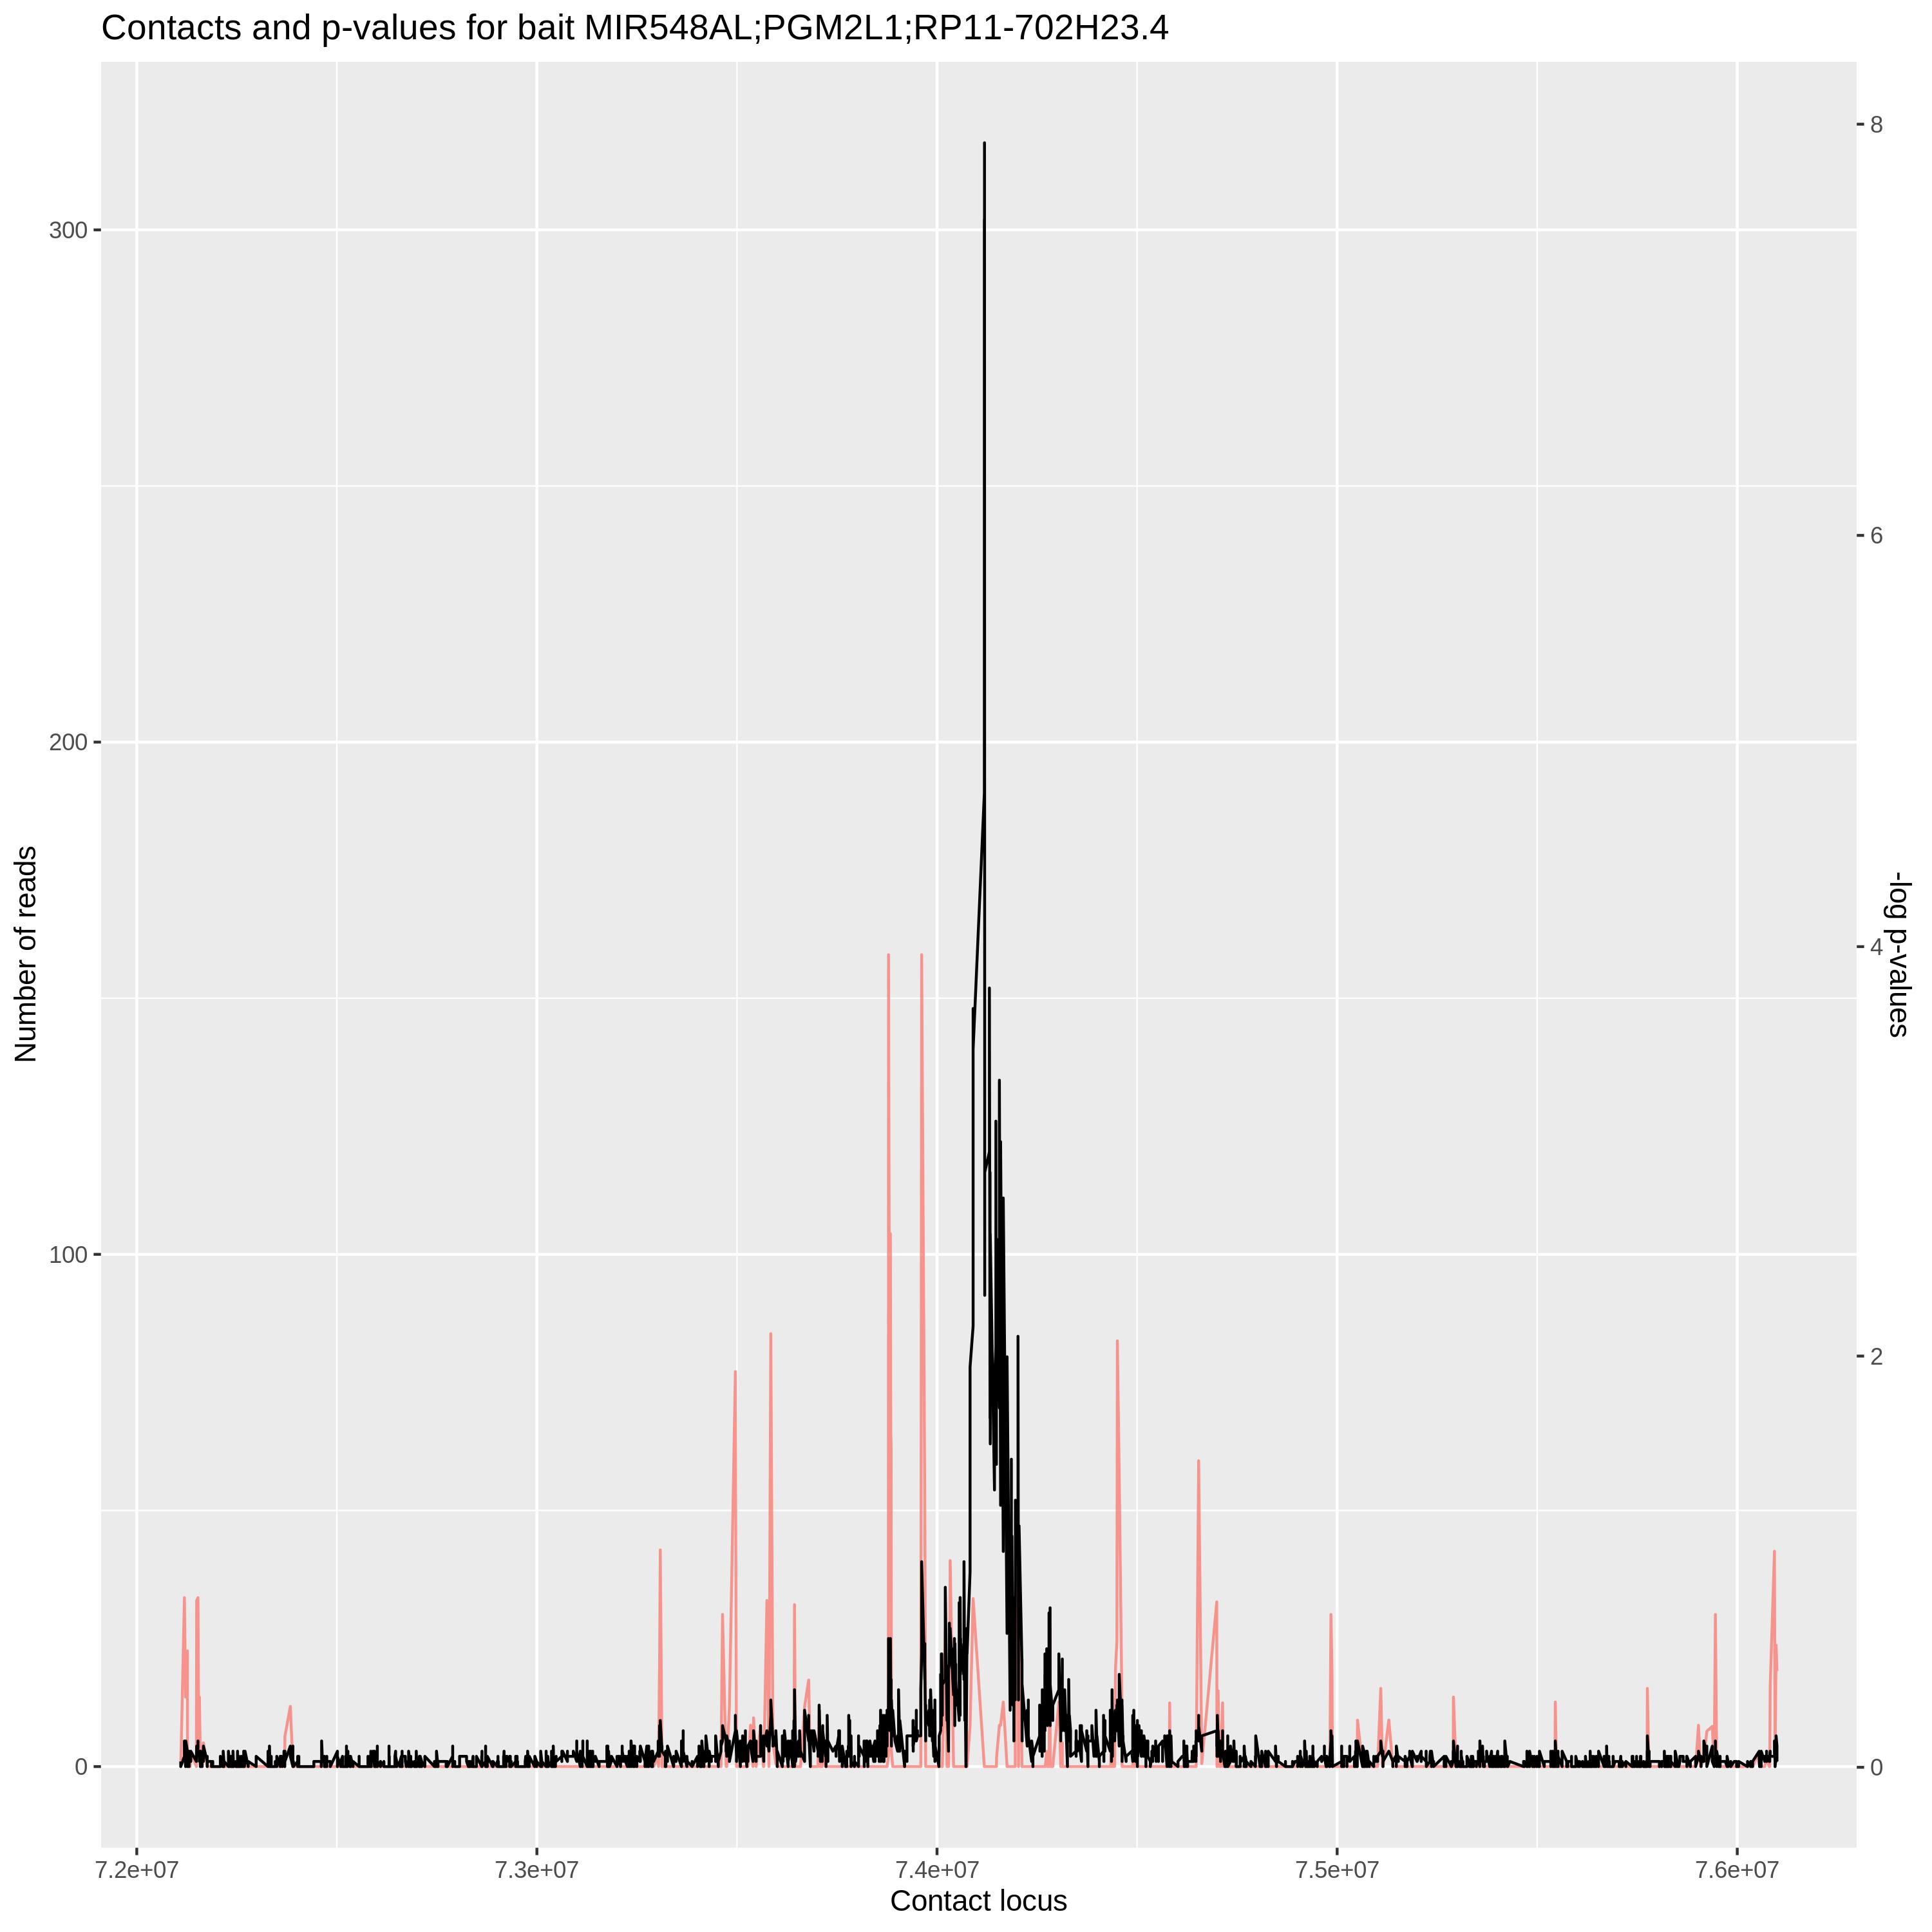 Contacts and p-values for bait MIR548AL;PGM2L1;RP11-702H23.4
Number of reads
300
200
100
0
8
6
4
2
0
-log p-values
7.2e+07 7.3e+07 7.4e+07 7.5e+07 7.6e+07
Contact locus